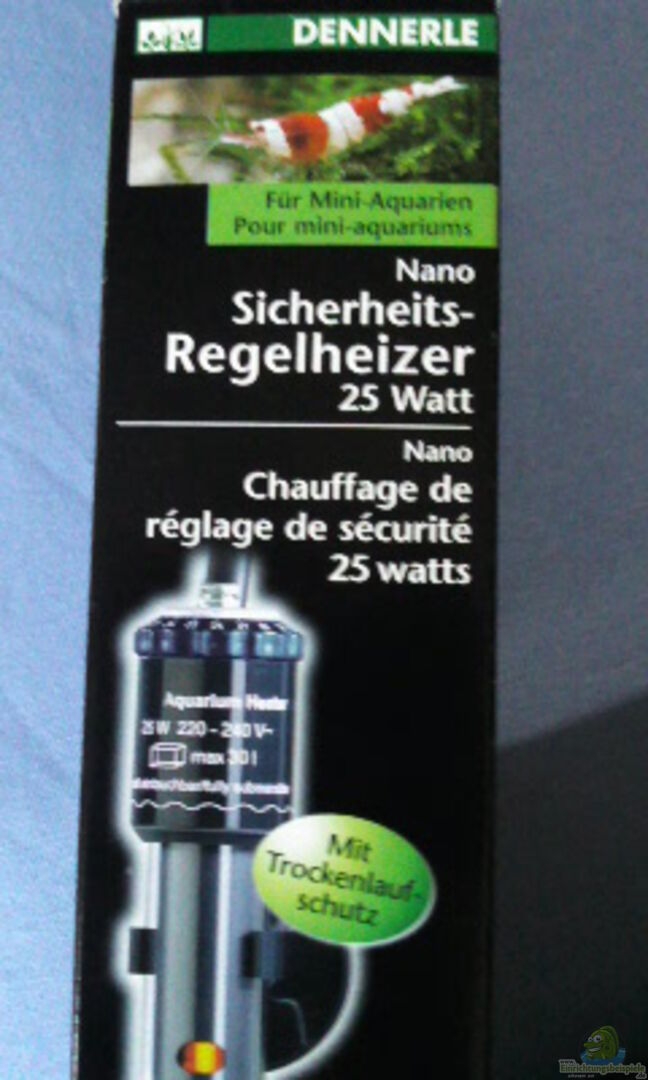 DENNERLE
Für Mini-Aquarien
Pour mini-aquariums
Nano
Sicherheits-
Regelheizer
25 Watt
Nano
Chauffage de
réglage de sécurité
25 watts
Aquarium Heater
25 W 220 - 240 V~
max 30 l
Mit
Trockenlauf-
schutz
Einrichtungsbeispiele